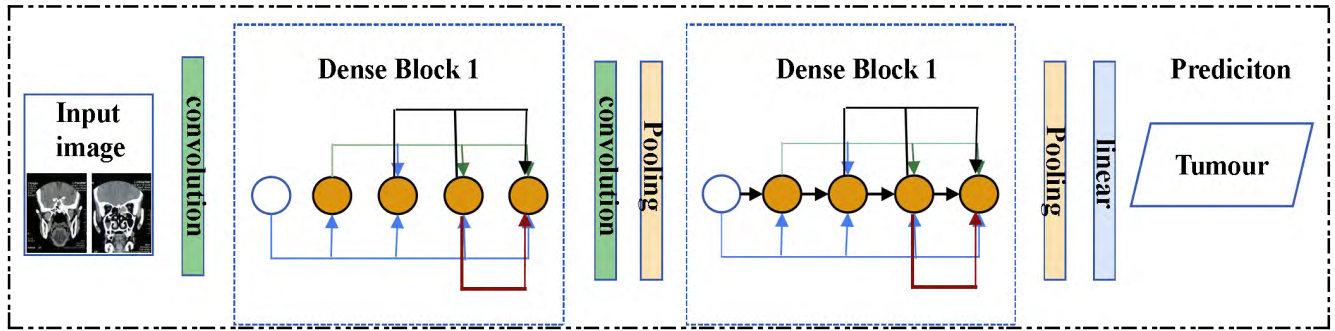 Input
image
convolution
Dense Block 1
convolution
Pooling
Dense Block 1
Pooling
linear
Prediciton
Tumour